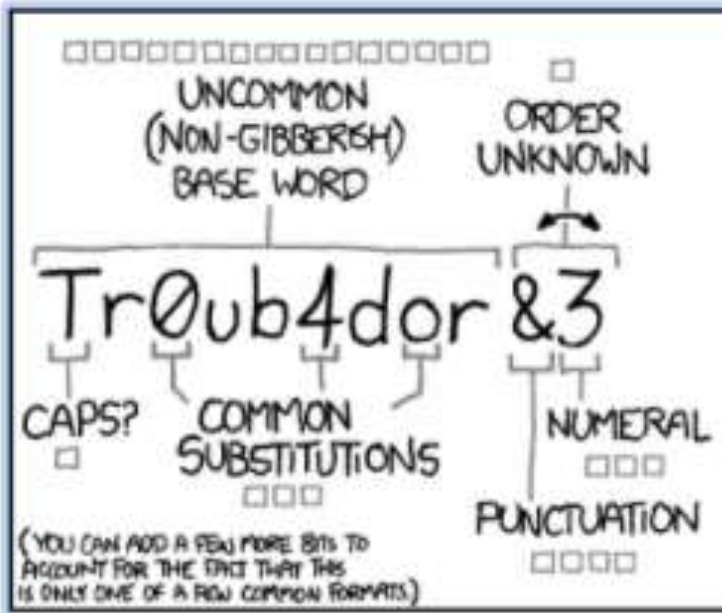 UNCOMMON
(NON-GIBBERISH)
BASE WORD
ORDER
UNKNOWN
Tr0ub4dor &3
CAPS?
COMMON
SUBSTITUTIONS
NUMERAL
PUNCTUATION
(YOU CAN ADD A FEW MORE BITS TO
ACCOUNT FOR THE FACT THAT THIS
IS ONLY ONE OF A FEW COMMON FORMATS.)